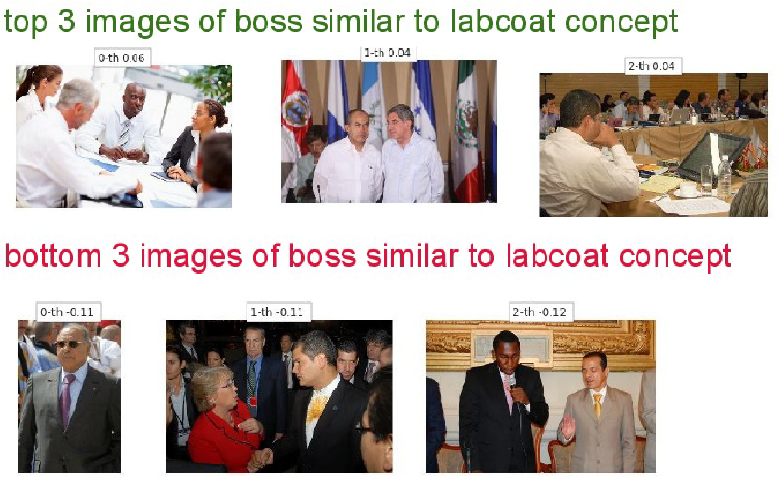 top 3 images of boss similar to labcoat concept
0-th 0.06
1-th 0.04
2-th 0.04
bottom 3 images of boss similar to labcoat concept
0-th -0.11
1-th -0.11
2-th -0.12